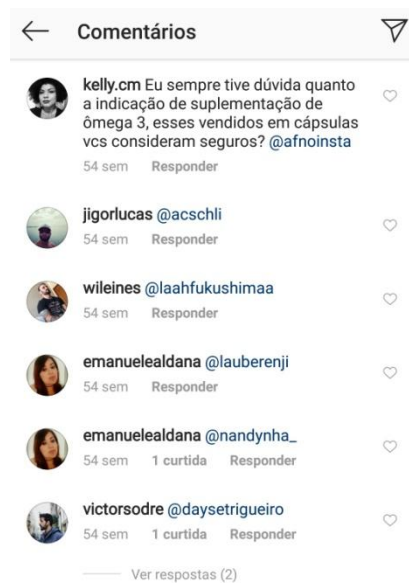 Comentários
kelly.cm Eu sempre tive dúvida quanto
a indicação de suplementação de
ômega 3, esses vendidos em cápsulas
vcs consideram seguros? @afnoinsta
54 sem Responder
jigorlucas @acschli
54 sem Responder
wileines @laahfukushimaa
54 sem Responder
emanuelealdana @lauberenji
54 sem Responder
emanuelealdana @nandynha_
54 sem 1 curtida Responder
victorsodre @daysetrigueiro
54 sem 1 curtida Responder
Ver respostas (2)